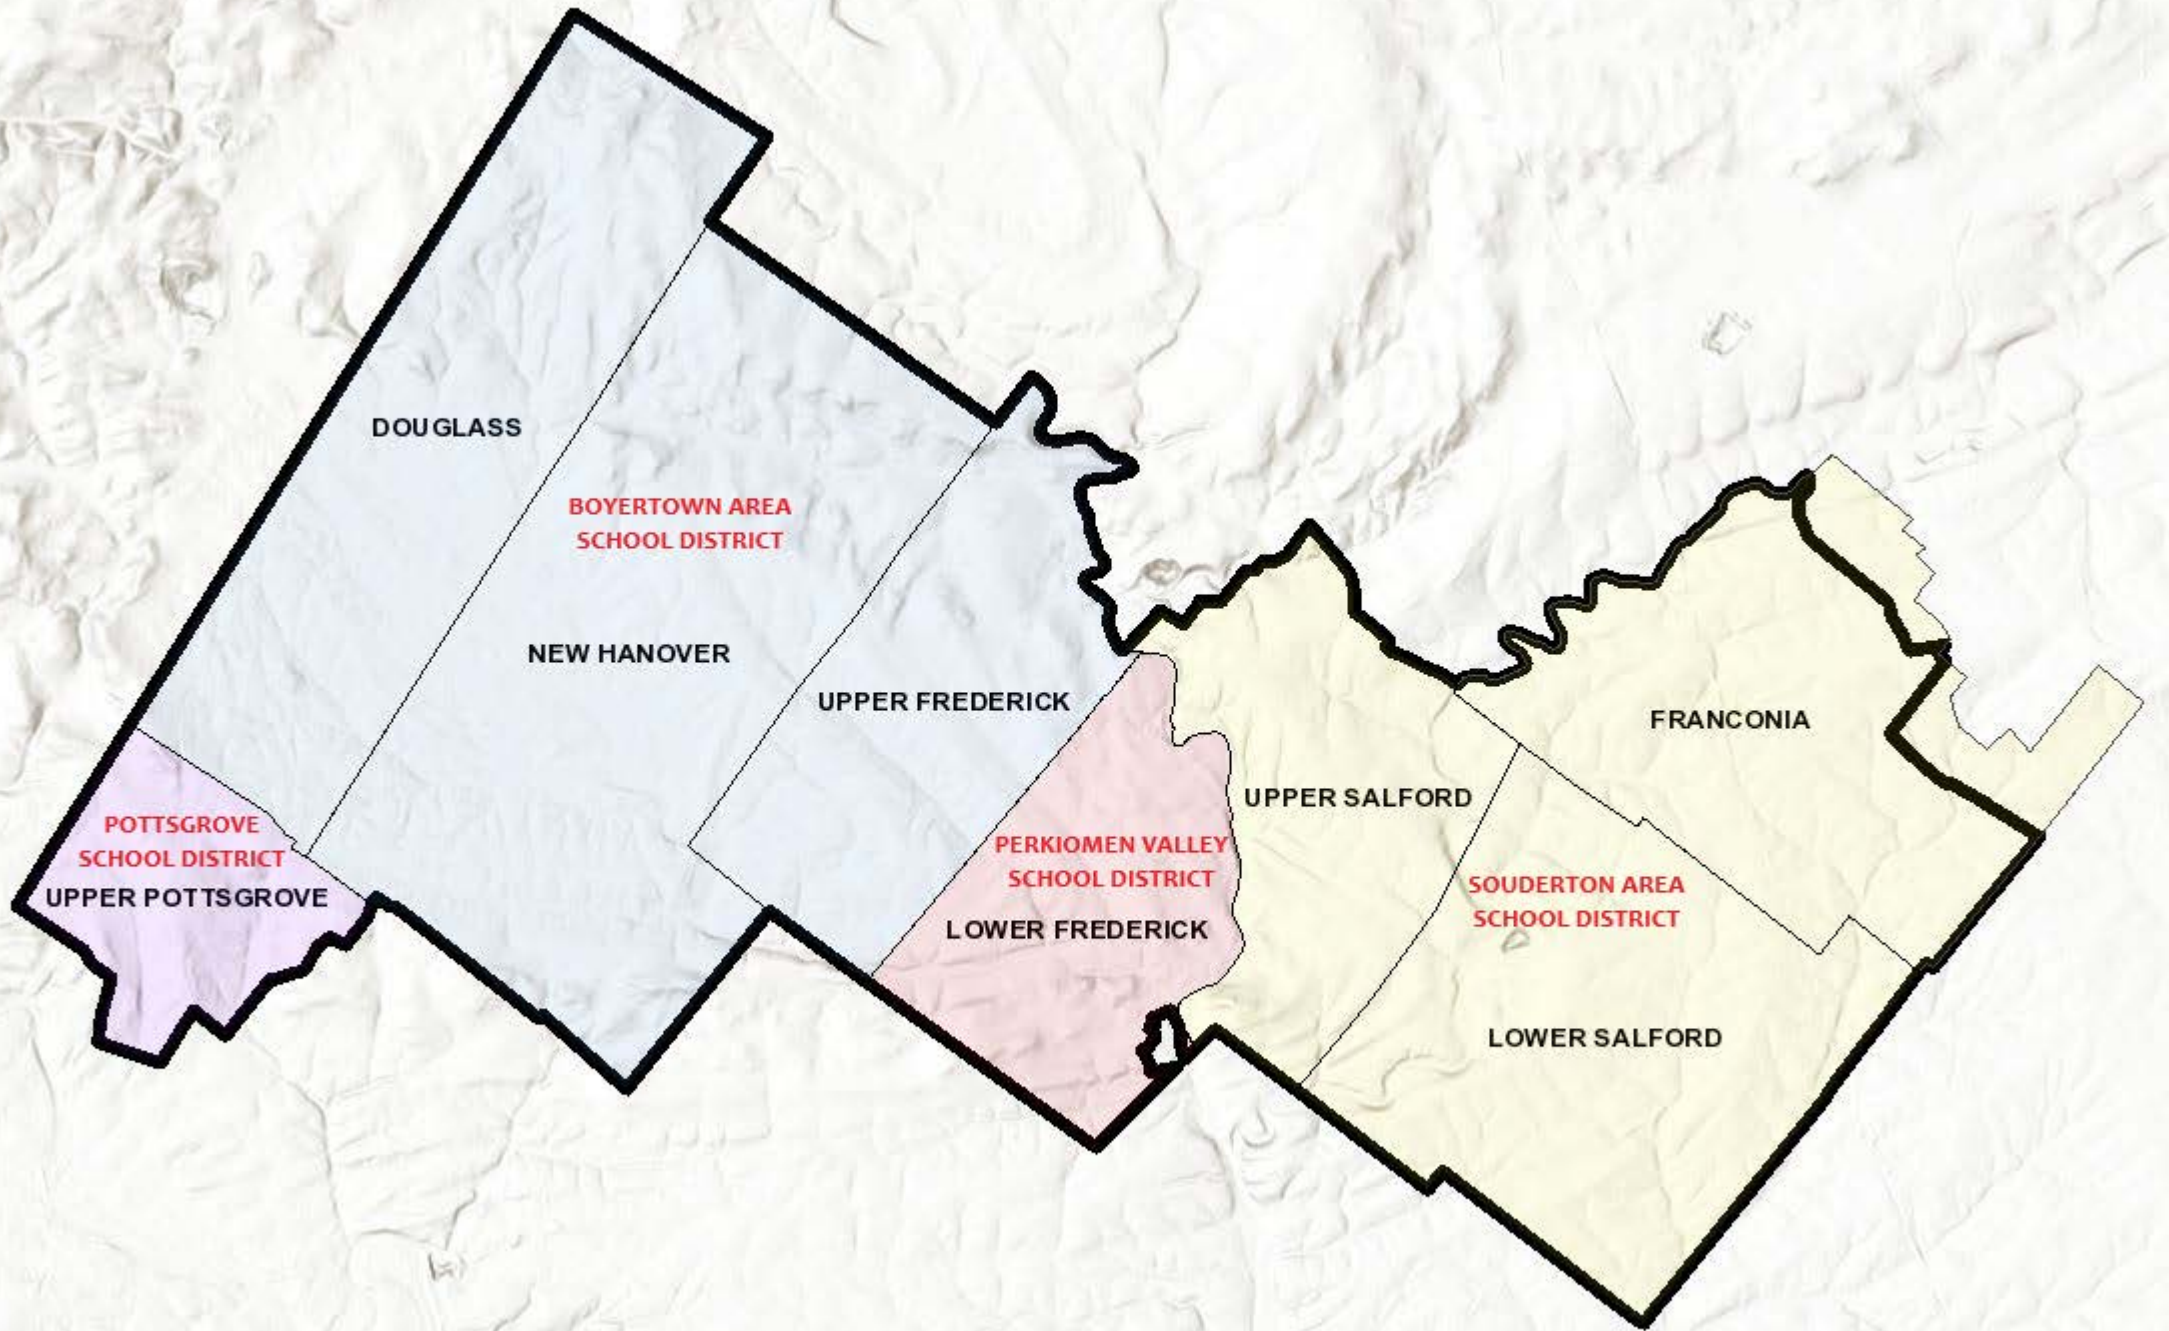 DOUGLASS
BOYERTOWN AREA
SCHOOL DISTRICT
NEW HANOVER
UPPER FREDERICK
FRANCONIA
UPPER SALFORD
POTTSGROVE
SCHOOL DISTRICT
UPPER POTTSGROVE
PERKIOMEN VALLEY
SCHOOL DISTRICT
LOWER FREDERICK
SOUDERTON AREA
SCHOOL DISTRICT
LOWER SALFORD